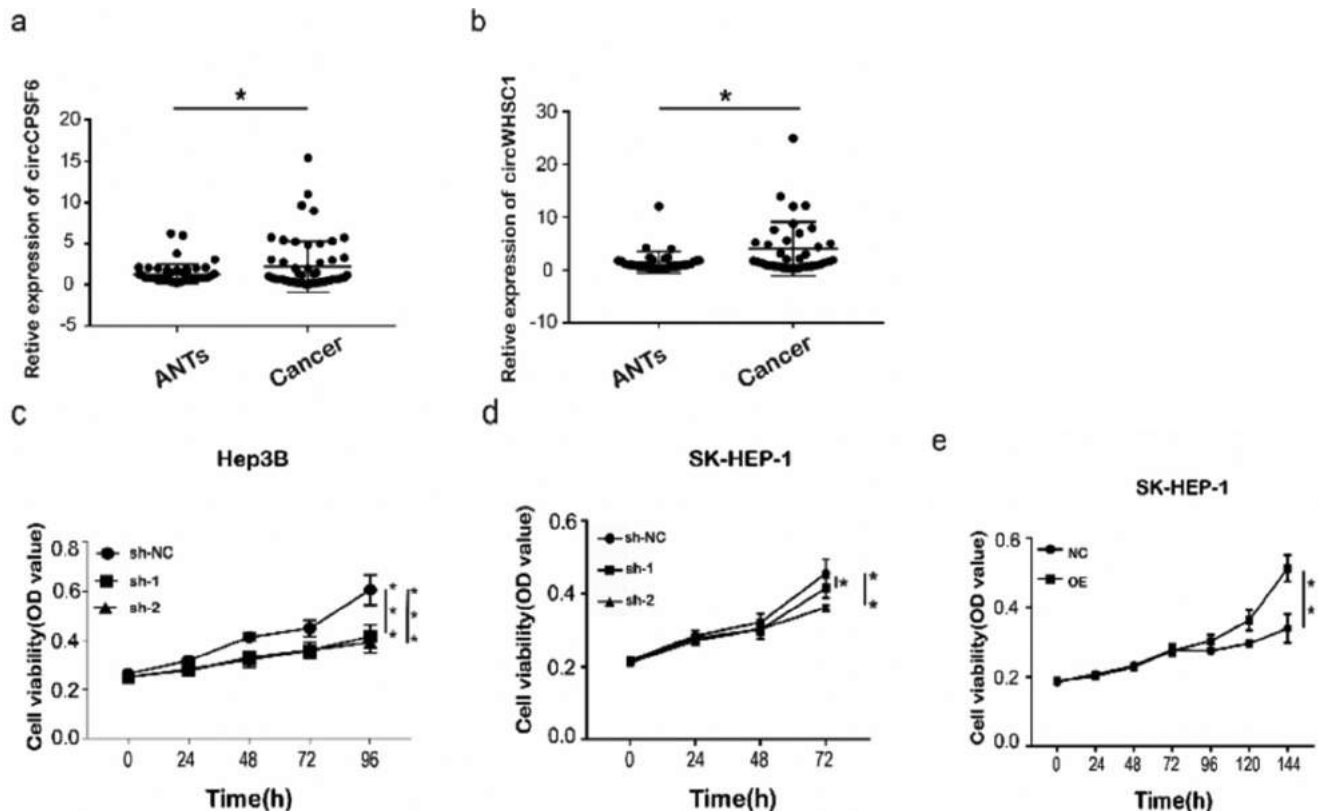 a
Retive expression of circCPSF6
20
15
10
5
0
-5
*
ANTs
Cancer
b
Retive expression of circWHSC1
30
20
10
0
-10
*
ANTs
Cancer
c
Hep3B
Cell viability(OD value)
0.8
0.6
0.4
0.2
0.0
sh-NC
sh-1
sh-2
* * *
* * *
0 24 48 72 96
Time(h)
d
SK-HEP-1
Cell viability(OD value)
0.6
0.4
0.2
0.0
sh-NC
sh-1
sh-2
*
* *
0 24 48 72
Time(h)
e
SK-HEP-1
Cell viability(OD value)
0.6
0.4
0.2
0.0
NC
OE
* *
0 24 48 72 96 120 144
Time(h)